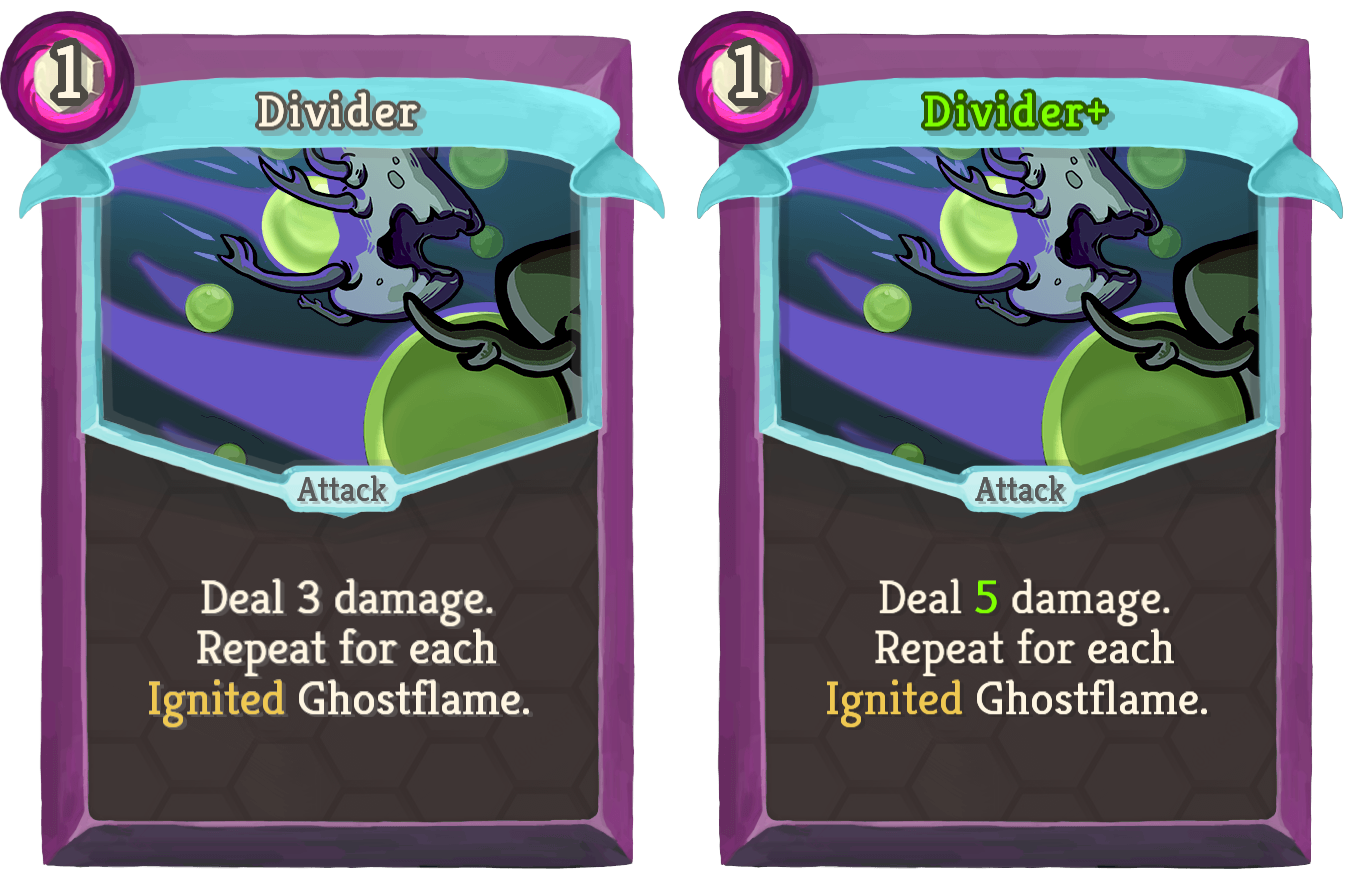 1
Divider
Attack
Deal 3 damage.
Repeat for each
Ignited Ghostflame.
1
Divider+
Attack
Deal 5 damage.
Repeat for each
Ignited Ghostflame.